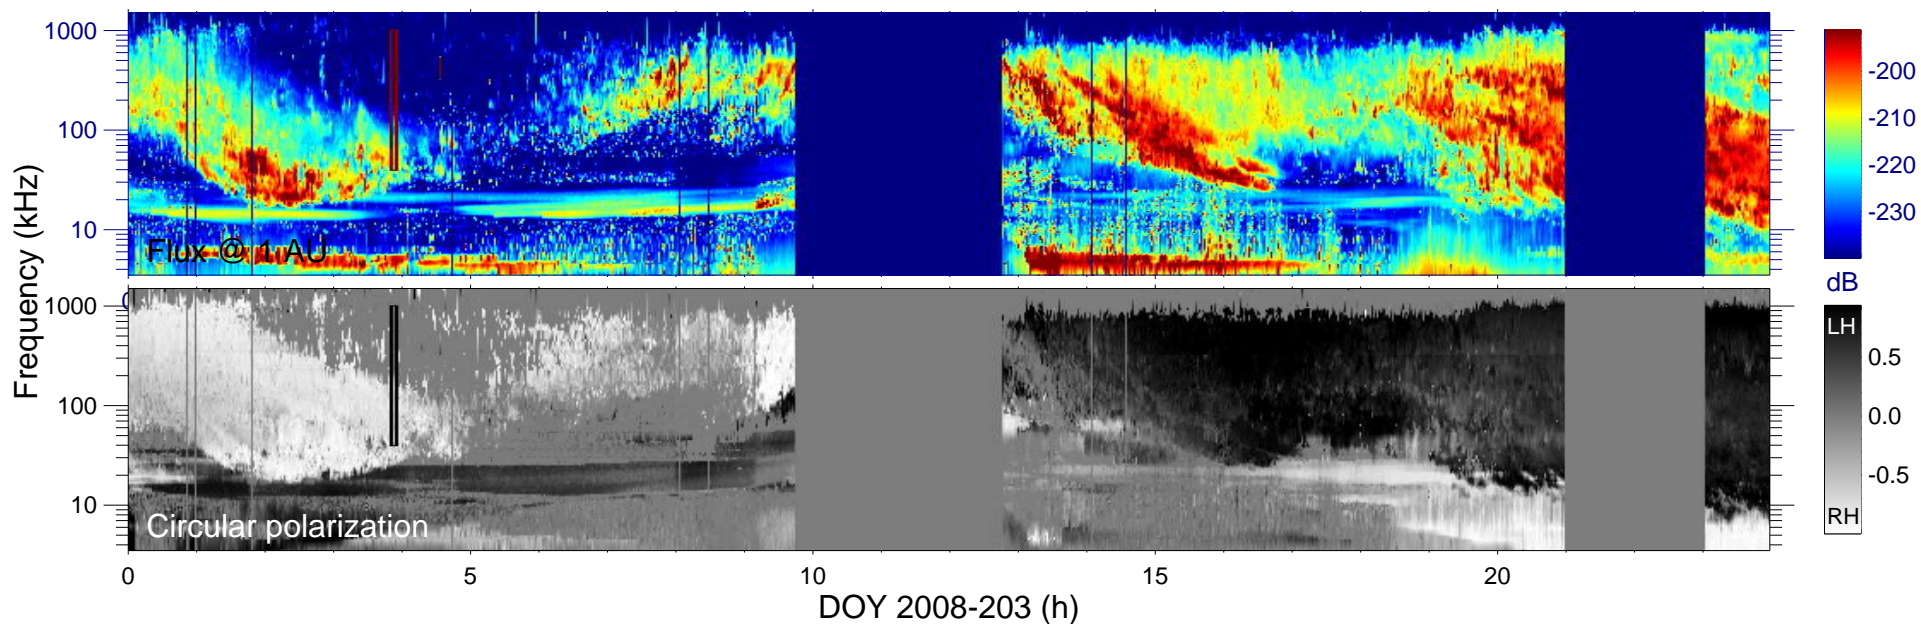 1000
100
10
Flux @ 1 AU
-200
-210
-220
-230
dB
Frequency (kHz)
0
1000
100
10
Circular polarization
LH
0.5
0.0
-0.5
RH
0 5 10 15 20
DOY 2008-203 (h)